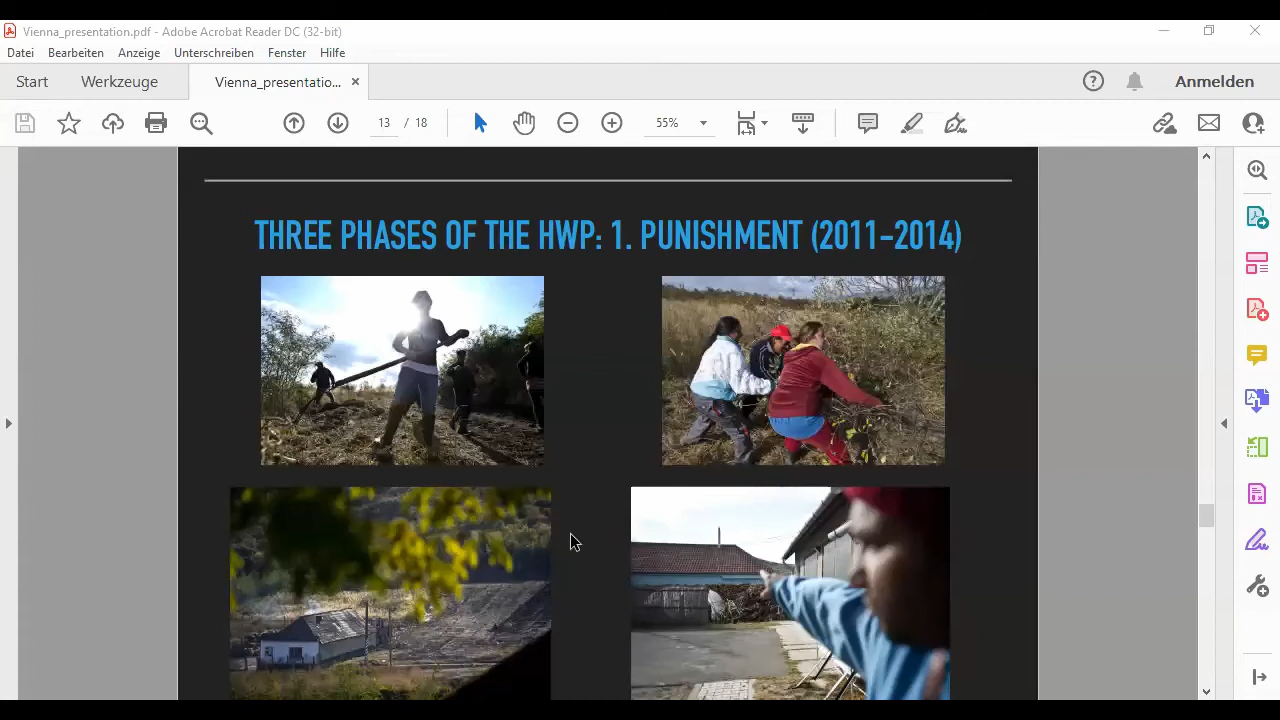 Vienna_presentation.pdf - Adobe Acrobat Reader DC (32-bit)
Datei Bearbeiten Anzeige Unterschreiben Fenster Hilfe
Start Werkzeuge Vienna_presentatio... × Anmelden
13 / 18 55%
THREE PHASES OF THE HWP: 1. PUNISHMENT (2011-2014)